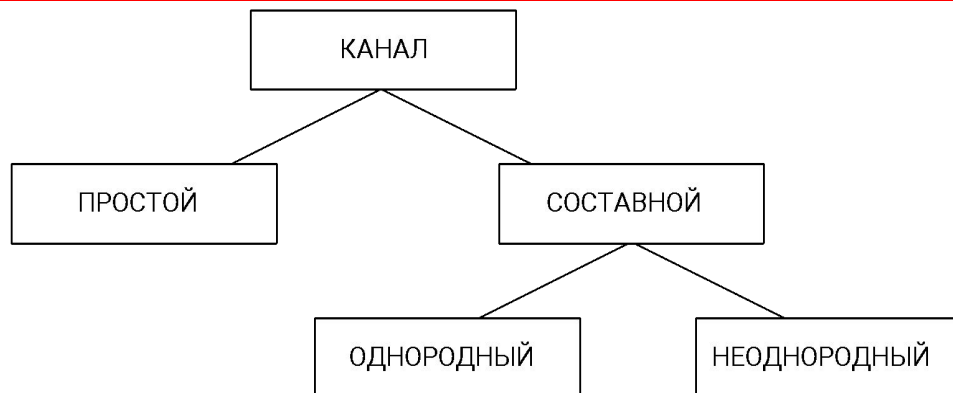 КАНАЛ
ПРОСТОЙ
СОСТАВНОЙ
ОДНОРОДНЫЙ
НЕОДНОРОДНЫЙ